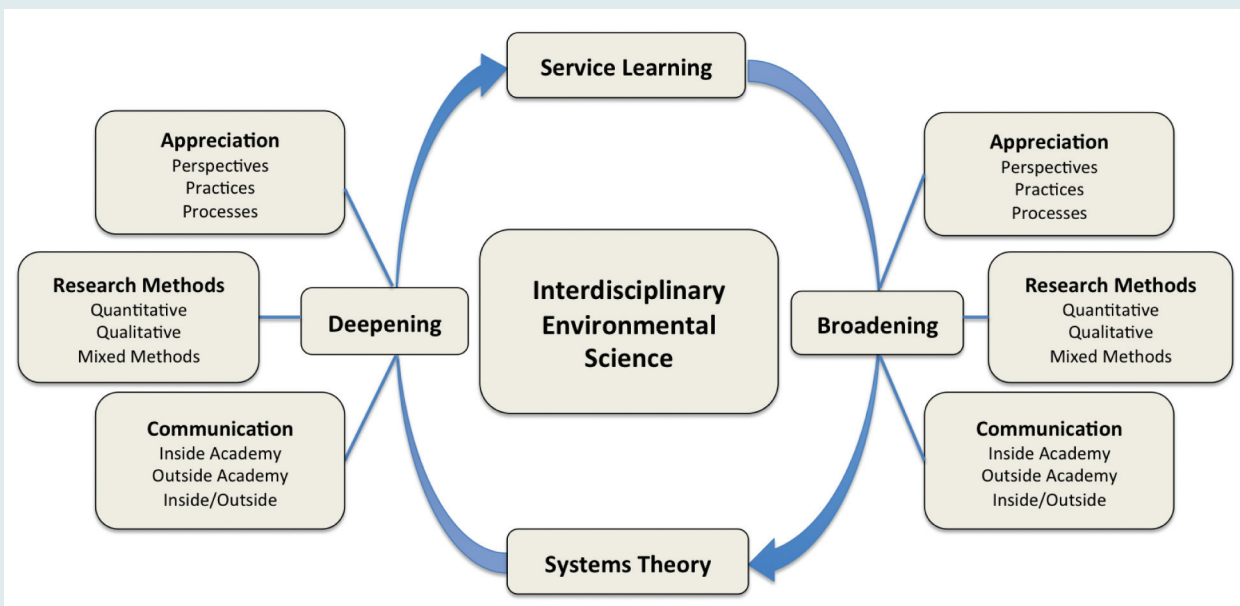 Service Learning
Appreciation
Perspectives
Practices
Processes
Research Methods
Quantitative
Qualitative
Mixed Methods
Communication
Inside Academy
Outside Academy
Inside/Outside
Deepening
Interdisciplinary
Environmental
Science
Broadening
Appreciation
Perspectives
Practices
Processes
Research Methods
Quantitative
Qualitative
Mixed Methods
Communication
Inside Academy
Outside Academy
Inside/Outside
Systems Theory